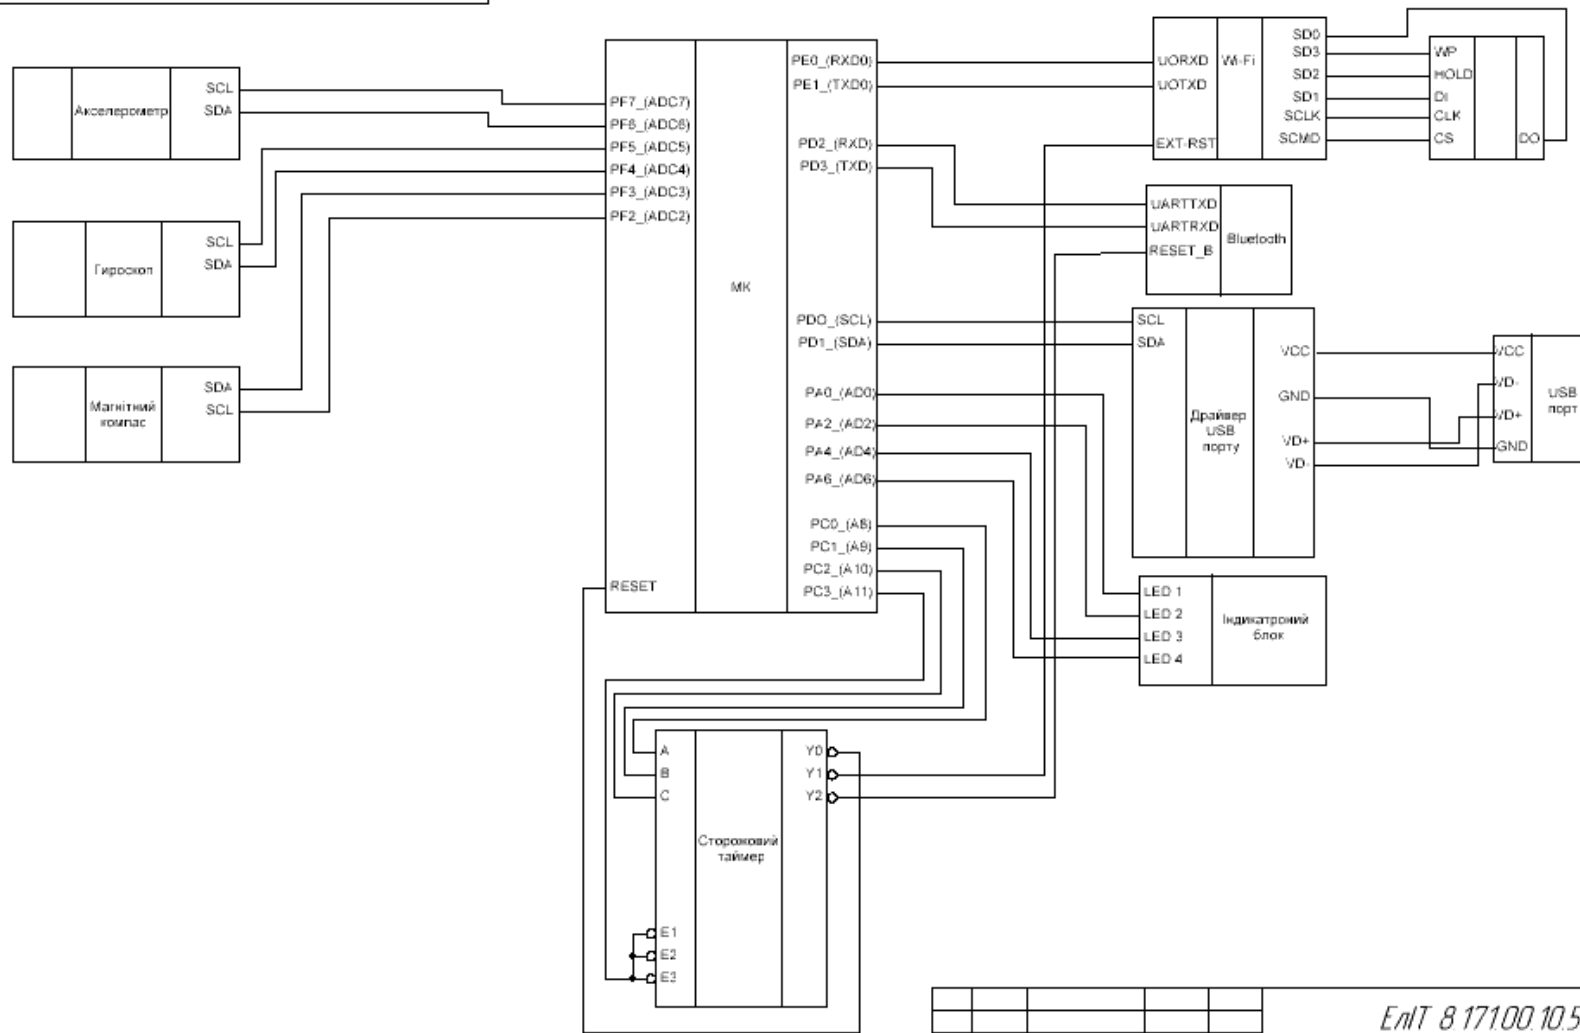 Акселерометр
SCL
SDA
Гироскоп
SCL
SDA
Магнітний
компас
SDA
SCL
PF7_(ADC7)
PF6_(ADC6)
PF5_(ADC5)
PF4_(ADC4)
PF3_(ADC3)
PF2_(ADC2)
RESET
МК
PE0_(RXD0)
PE1_(TXD0)
PD2_(RXD)
PD3_(TXD)
PDO_(SCL)
PD1_(SDA)
PA0_(AD0)
PA2_(AD2)
PA4_(AD4)
PA6_(AD6)
PC0_(A8)
PC1_(A9)
PC2_(A10)
PC3_(A11)
UORXD
UOTXD
EXT-RST
Wi-Fi
SD0
SD3
SD2
SD1
SCLK
SCMD
WP
HOLD
DI
CLK
CS
DO
UARTTXD
UARTRXD
RESET_B
Bluetooth
SCL
SDA
Драйвер
USB
порту
VCC
GND
VD+
VD-
VCC
VD-
VD+
GND
USB
порт
LED 1
LED 2
LED 3
LED 4
Індикатроний
блок
A
B
C
E1
E2
E3
Сторожовий
таймер
Y0
Y1
Y2
ЕлІТ 8.171.00.10.5